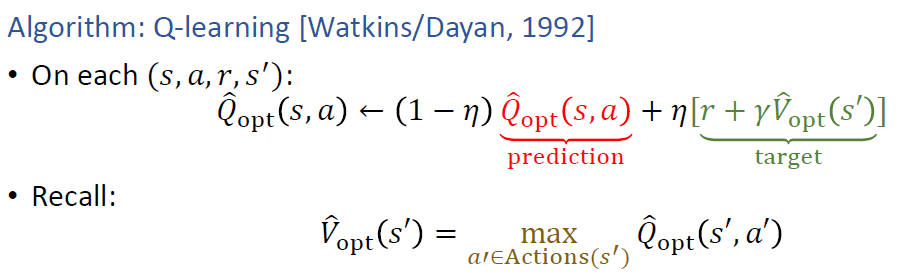 Algorithm: Q-learning [Watkins/Dayan, 1992]
• On each (s, a, r, s′):
Q̂opt(s, a) ← (1 − η) Q̂opt(s, a) + η[r + γV̂opt(s′)]
prediction target
• Recall:
V̂opt(s′) = max Q̂opt(s′, a′)
a′∈Actions(s′)